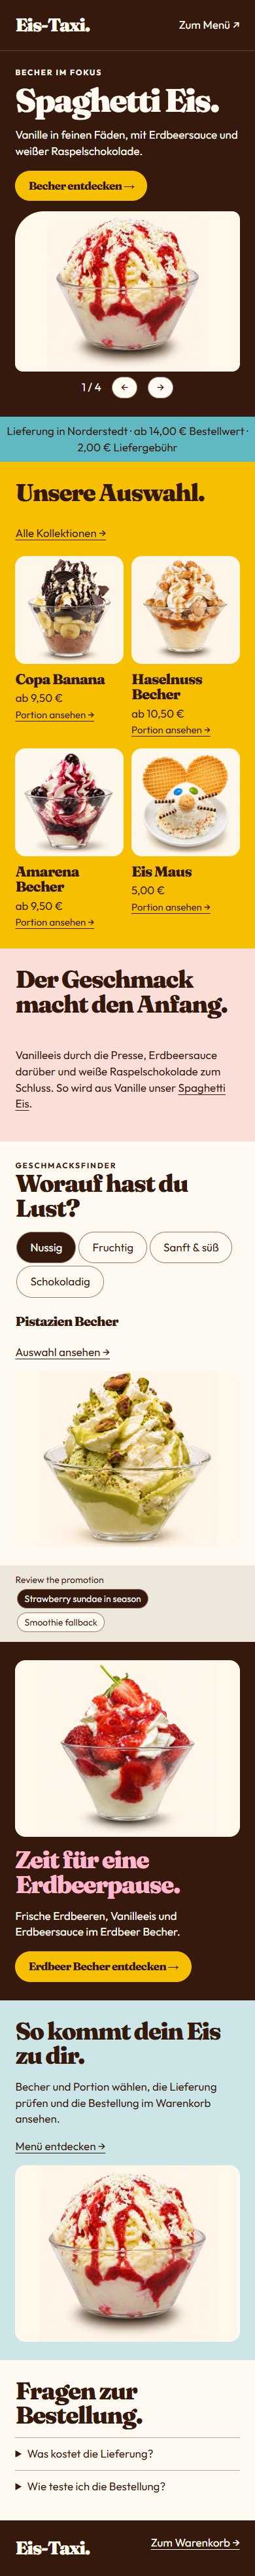 Eis-Taxi.
Zum Menü ↗
BECHER IM FOKUS
Spaghetti Eis.
Vanille in feinen Fäden, mit Erdbeersauce und
weißer Raspelschokolade.
Becher entdecken →
1 / 4 ← →
Lieferung in Norderstedt · ab 14,00 € Bestellwert ·
2,00 € Liefergebühr
Unsere Auswahl.
Alle Kollektionen →
Copa Banana
ab 9,50 €
Portion ansehen →
Haselnuss
Becher
ab 10,50 €
Portion ansehen →
Amarena
Becher
ab 9,50 €
Portion ansehen →
Eis Maus
5,00 €
Portion ansehen →
Der Geschmack
macht den Anfang.
Vanilleeis durch die Presse, Erdbeersauce
darüber und weiße Raspelschokolade zum
Schluss. So wird aus Vanille unser Spaghetti
Eis.
GESCHMACKSFINDER
Worauf hast du
Lust?
Nussig
Fruchtig
Sanft & süß
Schokoladig
Pistazien Becher
Auswahl ansehen →
Review the promotion
Strawberry sundae in season
Smoothie fallback
Zeit für eine
Erdbeerpause.
Frische Erdbeeren, Vanilleeis und
Erdbeersauce im Erdbeer Becher.
Erdbeer Becher entdecken →
So kommt dein Eis
zu dir.
Becher und Portion wählen, die Lieferung
prüfen und die Bestellung im Warenkorb
ansehen.
Menü entdecken →
Fragen zur
Bestellung.
▶ Was kostet die Lieferung?
▶ Wie teste ich die Bestellung?
Eis-Taxi.
Zum Warenkorb →